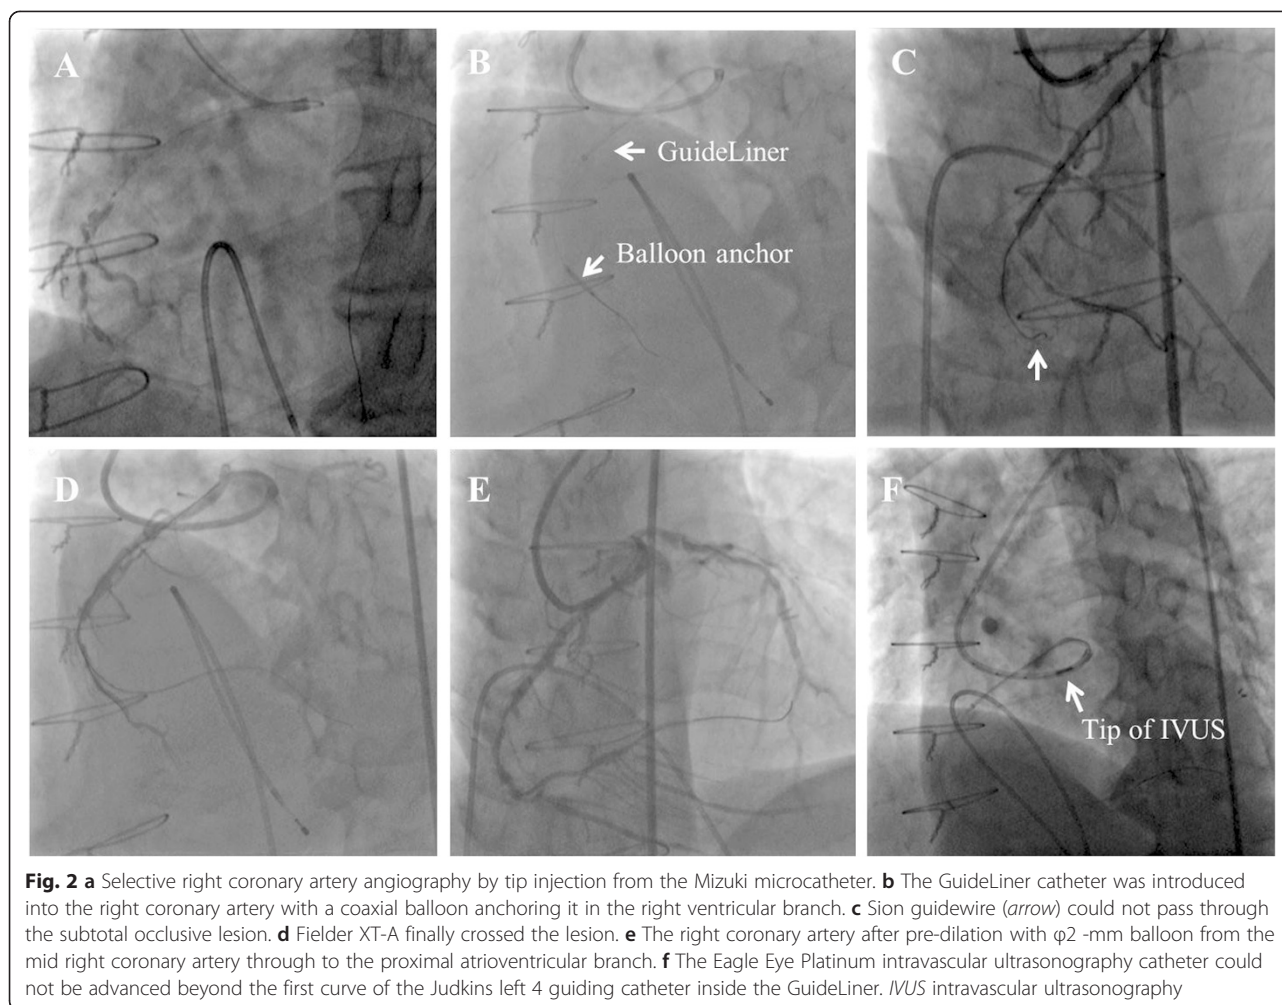 A
B
C
GuideLiner
Balloon anchor
D
E
F
Tip of IVUS
Fig. 2 a Selective right coronary artery angiography by tip injection from the Mizuki microcatheter. b The GuideLiner catheter was introduced
into the right coronary artery with a coaxial balloon anchoring it in the right ventricular branch. c Sion guidewire (arrow) could not pass through
the subtotal occlusive lesion. d Fielder XT-A finally crossed the lesion. e The right coronary artery after pre-dilation with φ2 -mm balloon from the
mid right coronary artery through to the proximal atrioventricular branch. f The Eagle Eye Platinum intravascular ultrasonography catheter could
not be advanced beyond the first curve of the Judkins left 4 guiding catheter inside the GuideLiner. IVUS intravascular ultrasonography